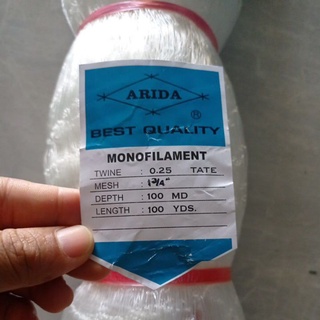 ARIDA
®
BEST QUALITY
MONOFILAMENT
TWINE : 0.25 TATE
MESH : 1¾"
DEPTH : 100 MD
LENGTH : 100 YDS.